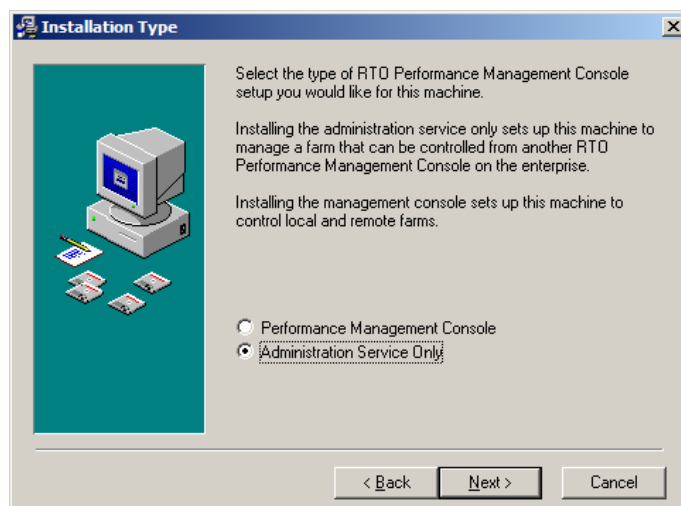 Installation Type
Select the type of RTO Performance Management Console
setup you would like for this machine.
Installing the administration service only sets up this machine to
manage a farm that can be controlled from another RTO
Performance Management Console on the enterprise.
Installing the management console sets up this machine to
control local and remote farms.
Performance Management Console
Administration Service Only
< Back
Next >
Cancel